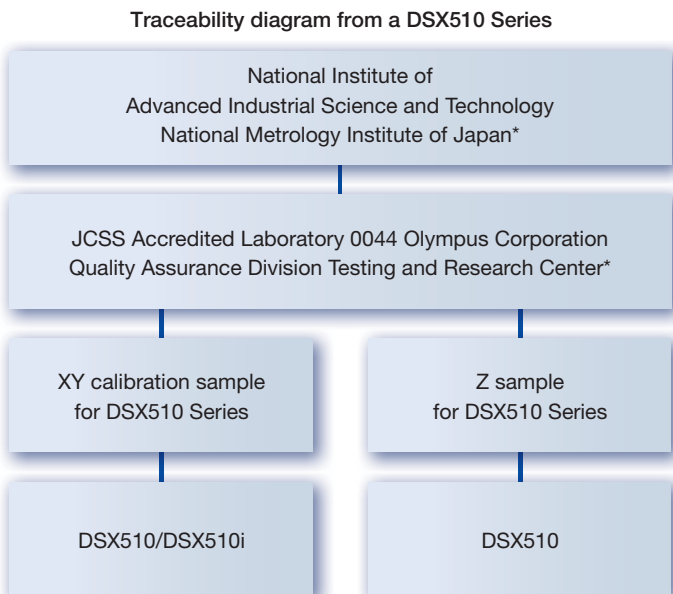 Traceability diagram from a DSX510 Series
National Institute of
Advanced Industrial Science and Technology
National Metrology Institute of Japan*
JCSS Accredited Laboratory 0044 Olympus Corporation
Quality Assurance Division Testing and Research Center*
XY calibration sample
for DSX510 Series
Z sample
for DSX510 Series
DSX510/DSX510i
DSX510